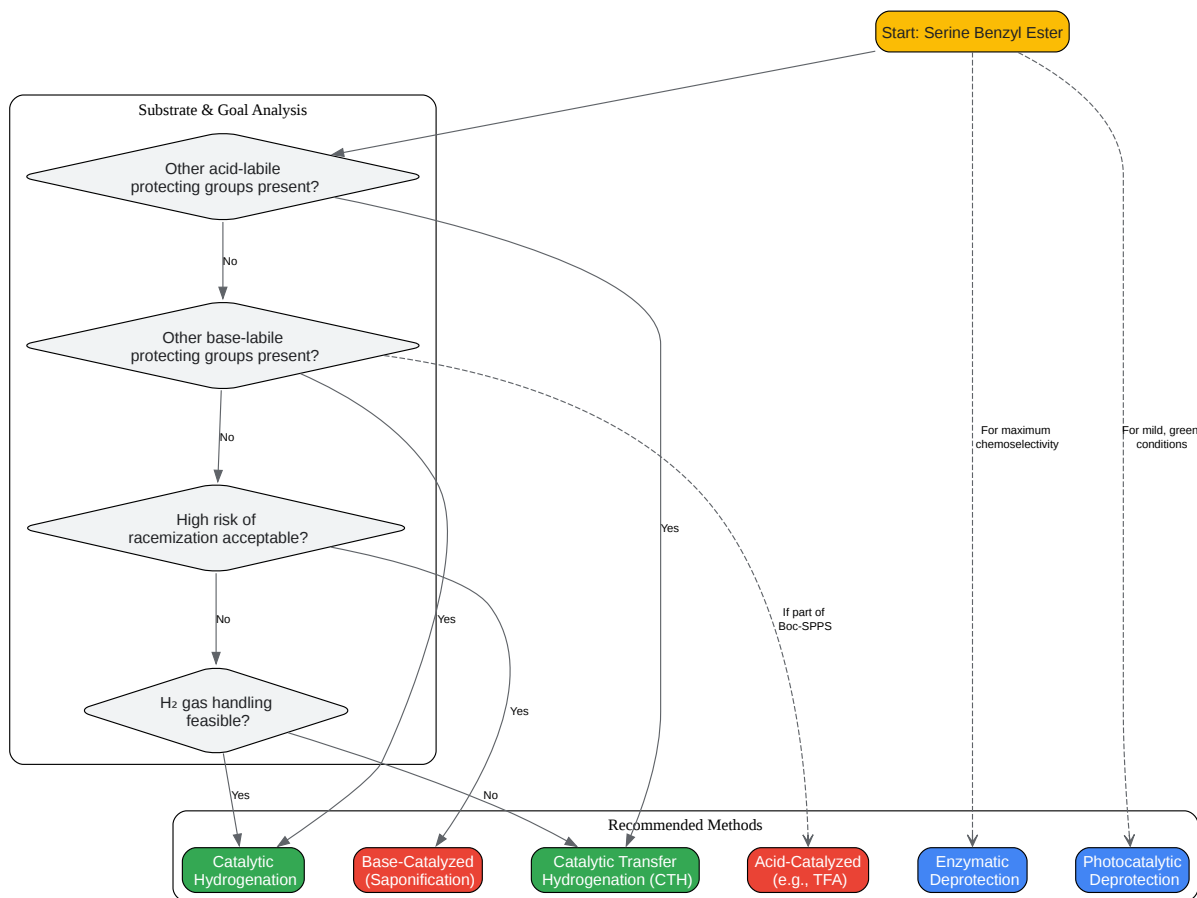 Start: Serine Benzyl Ester
Substrate & Goal Analysis
Other acid-labile
protecting groups present?
No
Other base-labile
protecting groups present?
No
For maximum
chemoselectivity
For mild, green
conditions
High risk of
racemization acceptable?
Yes
No
Yes
If part of
Boc-SPPS
H₂ gas handling
feasible?
Yes
Yes
No
Recommended Methods
Catalytic
Hydrogenation
Base-Catalyzed
(Saponification)
Catalytic Transfer
Hydrogenation (CTH)
Acid-Catalyzed
(e.g., TFA)
Enzymatic
Deprotection
Photocatalytic
Deprotection